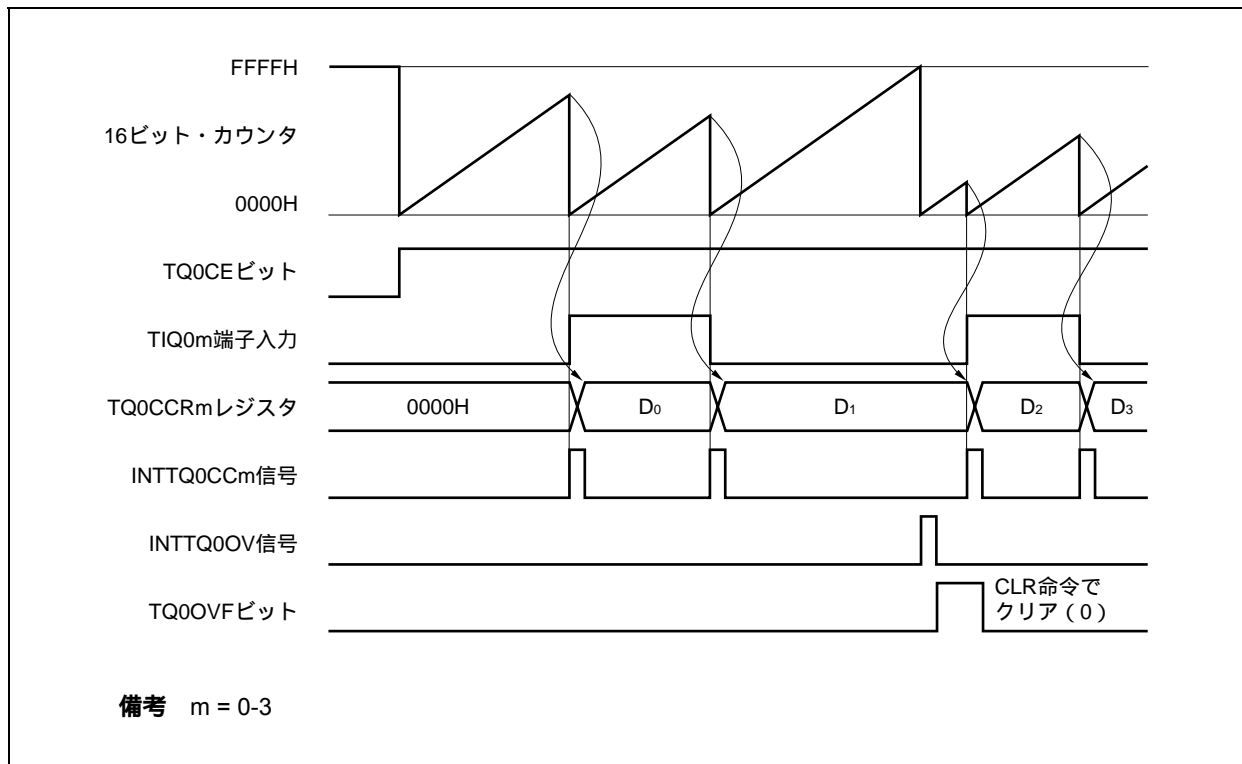 FFFFH
16ビット・カウンタ
0000H
TQ0CEビット
TIQ0m端子入力
TQ0CCRmレジスタ
0000H
D0
D1
D2
D3
INTTQ0CCm信号
INTTQ0OV信号
TQ0OVFビット
CLR命令で
クリア（0）
備考 m = 0-3